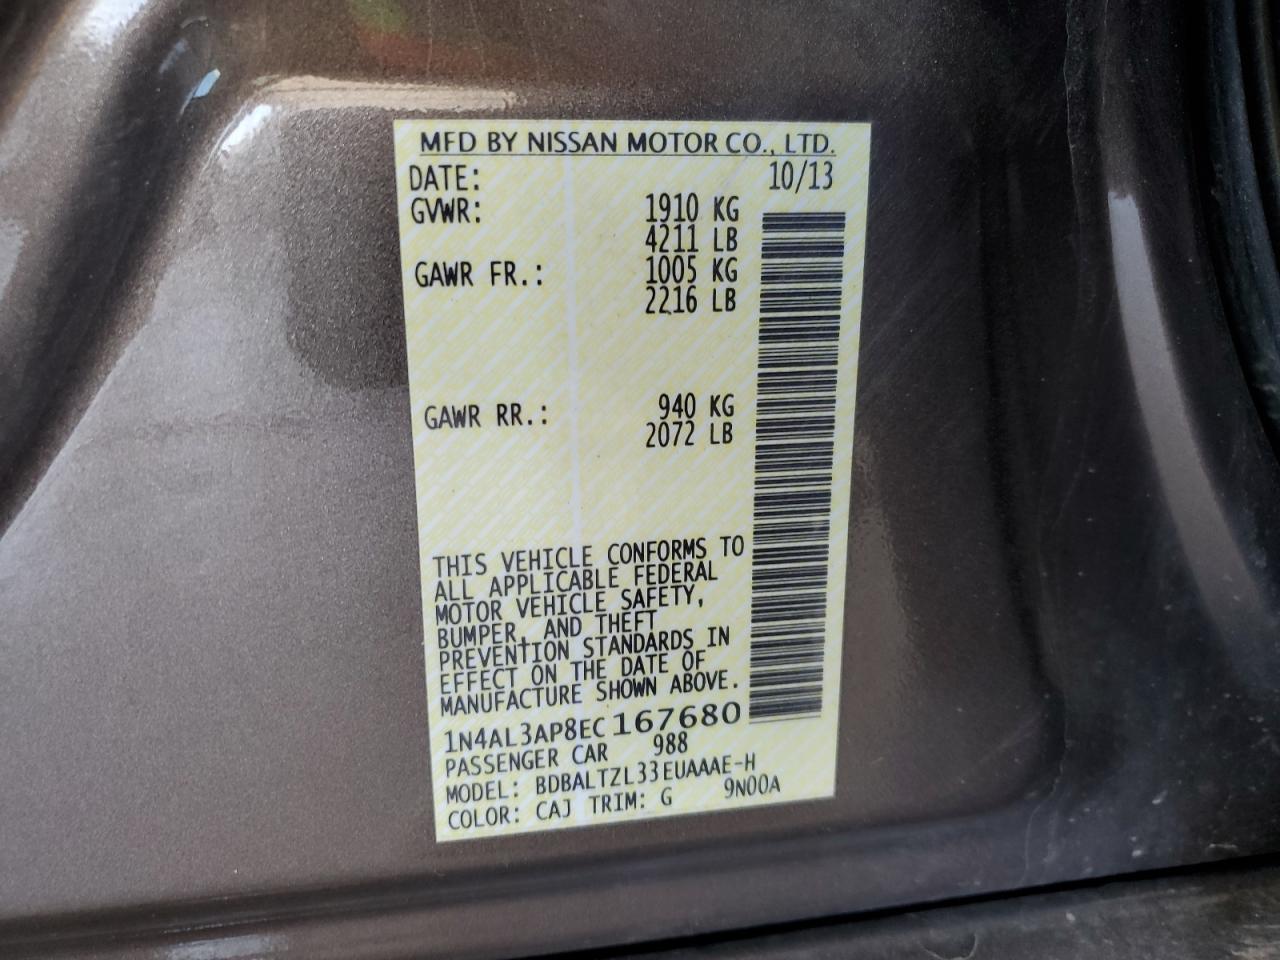 MFD BY NISSAN MOTOR CO., LTD.
DATE: 10/13
GVWR: 1910 KG
4211 LB
GAWR FR.: 1005 KG
2216 LB
GAWR RR.: 940 KG
2072 LB
THIS VEHICLE CONFORMS TO
ALL APPLICABLE FEDERAL
MOTOR VEHICLE SAFETY,
BUMPER, AND THEFT
PREVENTION STANDARDS IN
EFFECT ON THE DATE OF
MANUFACTURE SHOWN ABOVE.
1N4AL3AP8EC167680
PASSENGER CAR 988
MODEL: BDBALTZL33EUAAAE-H
COLOR: CAJ TRIM: G 9N00A